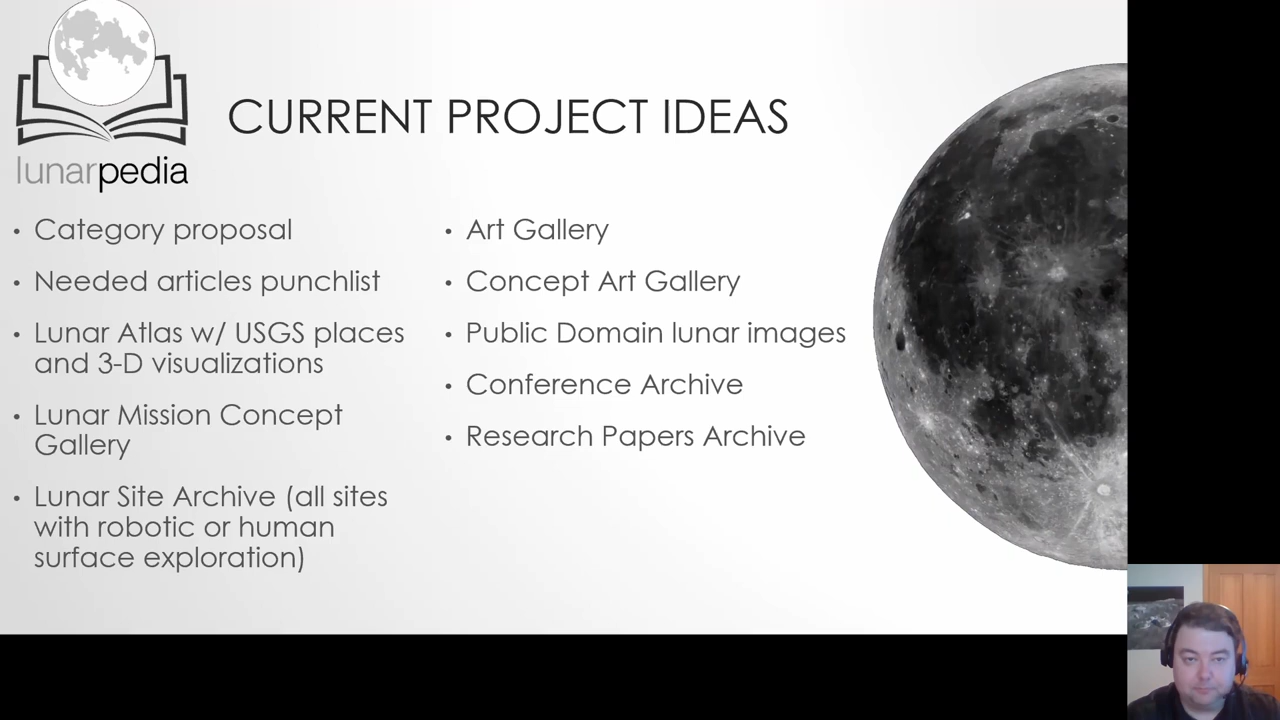 lunarpedia
CURRENT PROJECT IDEAS
• Category proposal
• Needed articles punchlist
• Lunar Atlas w/ USGS places
and 3-D visualizations
• Lunar Mission Concept
Gallery
• Lunar Site Archive (all sites
with robotic or human
surface exploration)
• Art Gallery
• Concept Art Gallery
• Public Domain lunar images
• Conference Archive
• Research Papers Archive